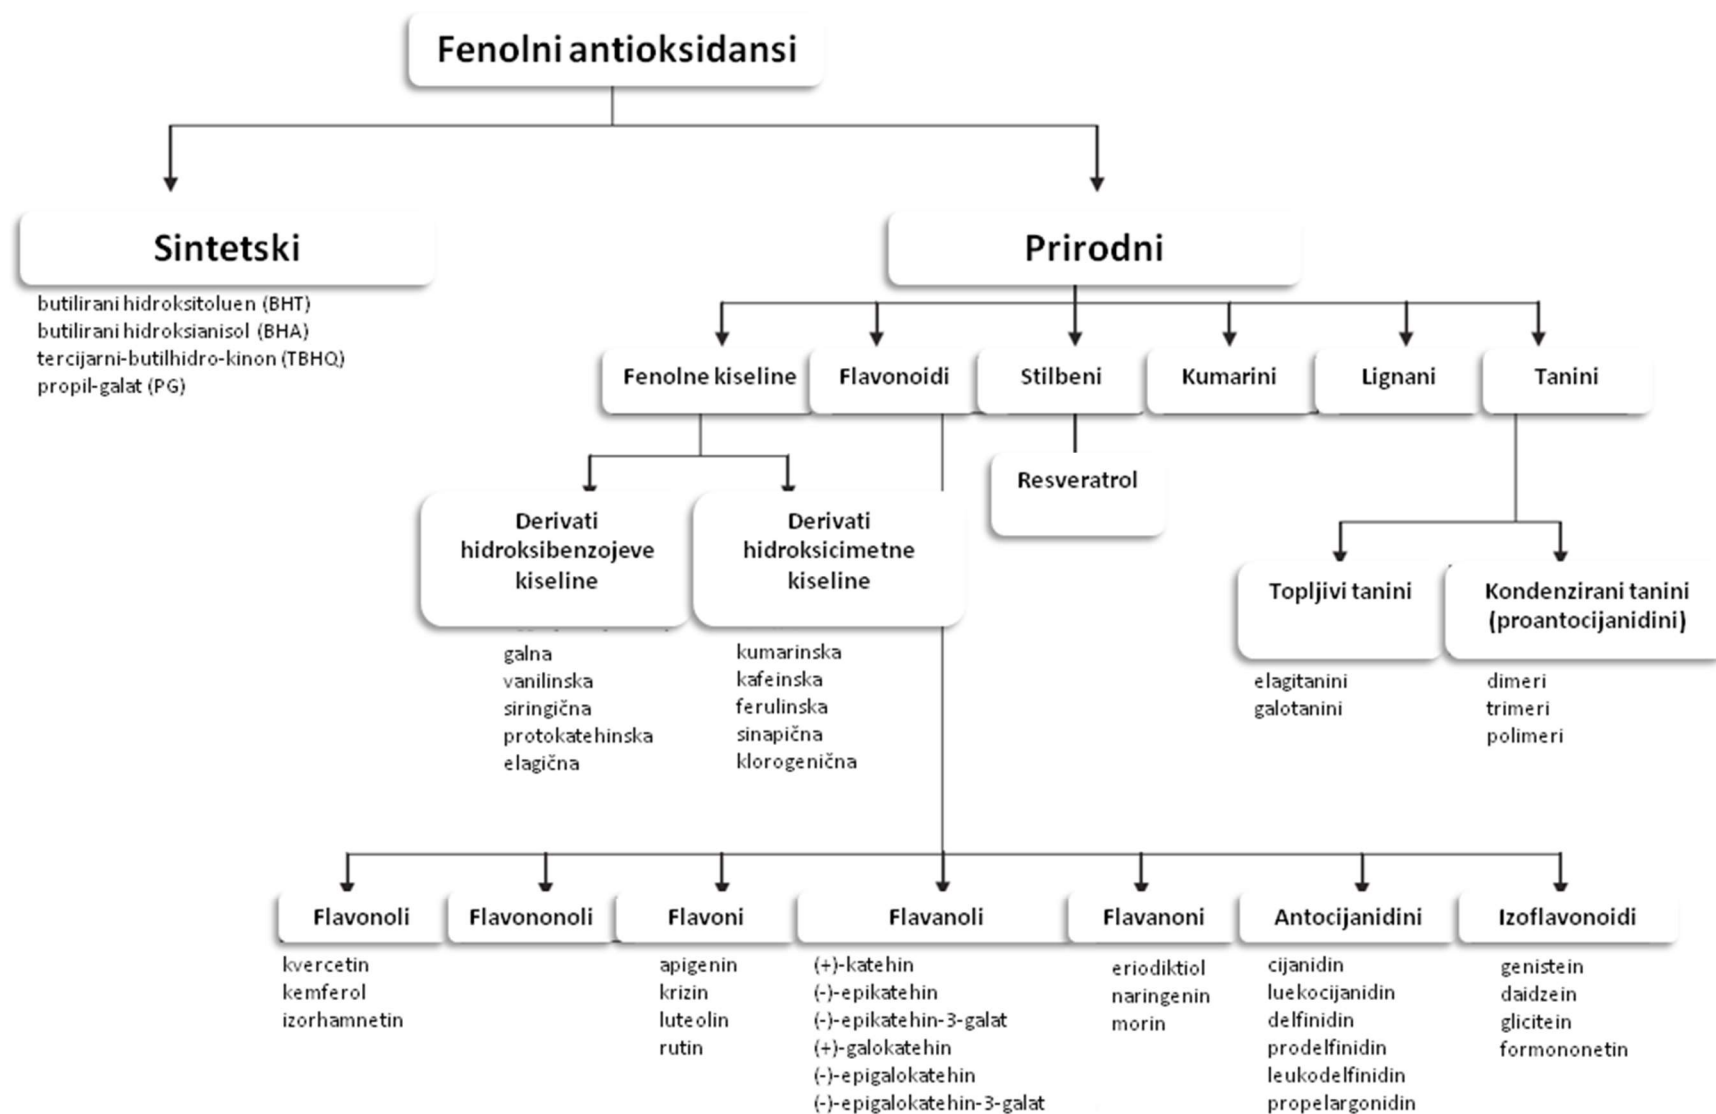 Fenolni antioksidansi
Sintetski
butilirani hidroksitoluen (BHT)
butilirani hidroksianisol (BHA)
tercijarni-butilhidro-kinon (TBHQ)
propil-galat (PG)
Prirodni
Fenolne kiseline
Flavonoidi
Stilbeni
Kumarini
Lignani
Tanini
Resveratrol
Derivati
hidroksibenzojeve
kiseline
galna
vanilinska
siringična
protokatehinska
elagična
Derivati
hidroksicimetne
kiseline
kumarinska
kafeinska
ferulinska
sinapična
klorogenična
Topljivi tanini
elagitanini
galotanini
Kondenzirani tanini
(proantocijanidini)
dimeri
trimeri
polimeri
Flavonoli
kvercetin
kemferol
izorhamnetin
Flavononoli
Flavoni
apigenin
krizin
luteolin
rutin
Flavanoli
(+)-katehin
(-)-epikatehin
(-)-epikatehin-3-galat
(+)-galokatehin
(-)-epigalokatehin
(-)-epigalokatehin-3-galat
Flavanoni
eriodiktiol
naringenin
morin
Antocijanidini
cijanidin
luekocijanidin
delfinidin
prodelfinidin
leukodelfinidin
propelargonidin
Izoflavonoidi
genistein
daidzein
glicitein
formononetin